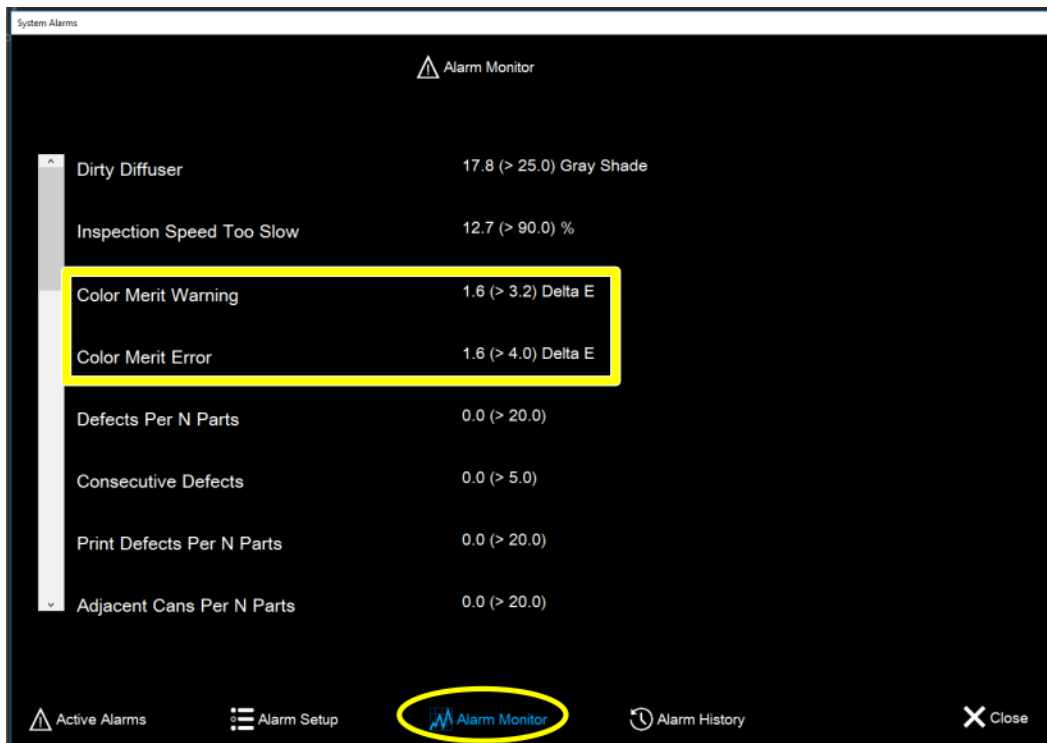 System Alarms
Alarm Monitor
Dirty Diffuser 17.8 (> 25.0) Gray Shade
Inspection Speed Too Slow 12.7 (> 90.0) %
Color Merit Warning 1.6 (> 3.2) Delta E
Color Merit Error 1.6 (> 4.0) Delta E
Defects Per N Parts 0.0 (> 20.0)
Consecutive Defects 0.0 (> 5.0)
Print Defects Per N Parts 0.0 (> 20.0)
Adjacent Cans Per N Parts 0.0 (> 20.0)
Active Alarms Alarm Setup Alarm Monitor Alarm History Close